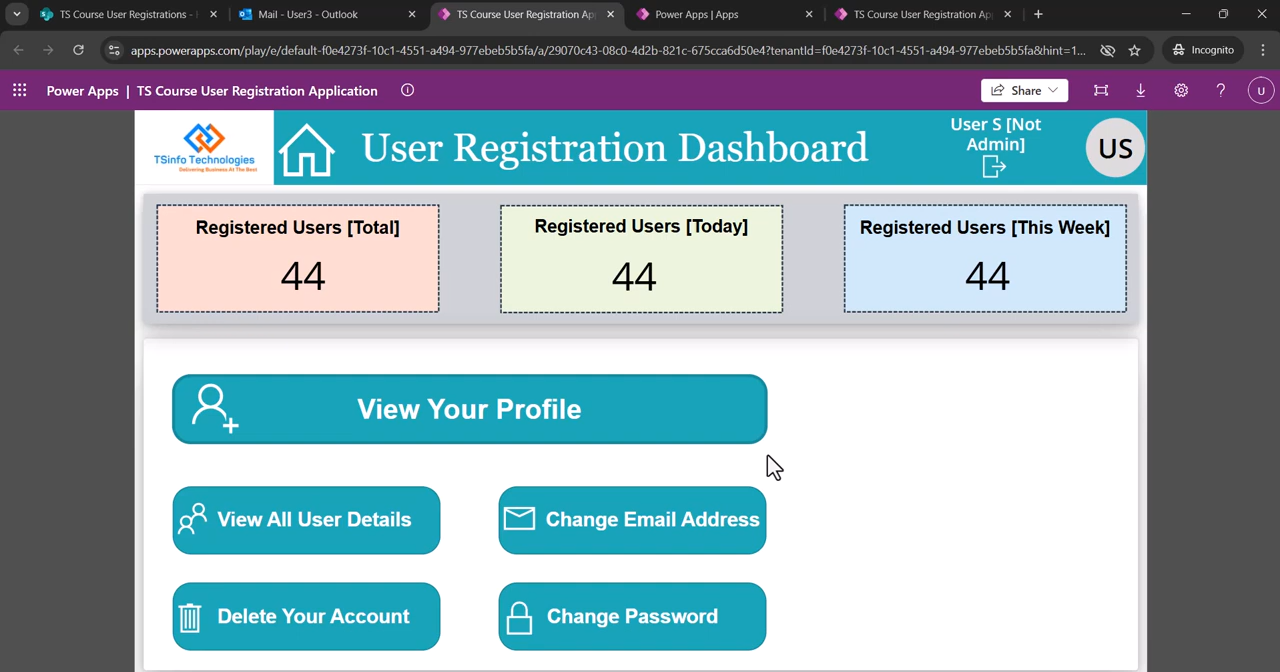 TS Course User Registrations -
Mail - User3 - Outlook
TS Course User Registration Ap
Power Apps | Apps
TS Course User Registration Ap
apps.powerapps.com/play/e/default-f0e4273f-10c1-4551-a494-977ebeb5b5fa/a/29070c43-08c0-4d2b-821c-675cca6d50e4?tenantId=f0e4273f-10c1-4551-a494-977ebeb5b5fa&hint=1...
Incognito
Power Apps | TS Course User Registration Application
Share
?
U
TSinfo Technologies
Delivering Business At The Best
User Registration Dashboard
User S [Not
Admin]
US
Registered Users [Total]
44
Registered Users [Today]
44
Registered Users [This Week]
44
View Your Profile
View All User Details
Change Email Address
Delete Your Account
Change Password